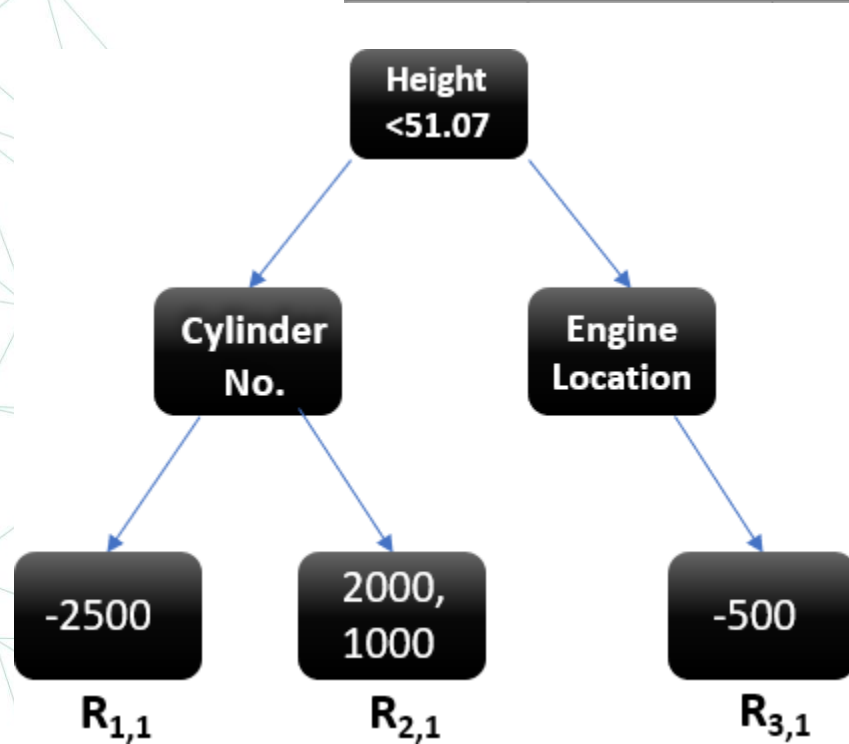 Height
<51.07
Cylinder
No.
Engine
Location
-2500
2000,
1000
-500
R1,1
R2,1
R3,1